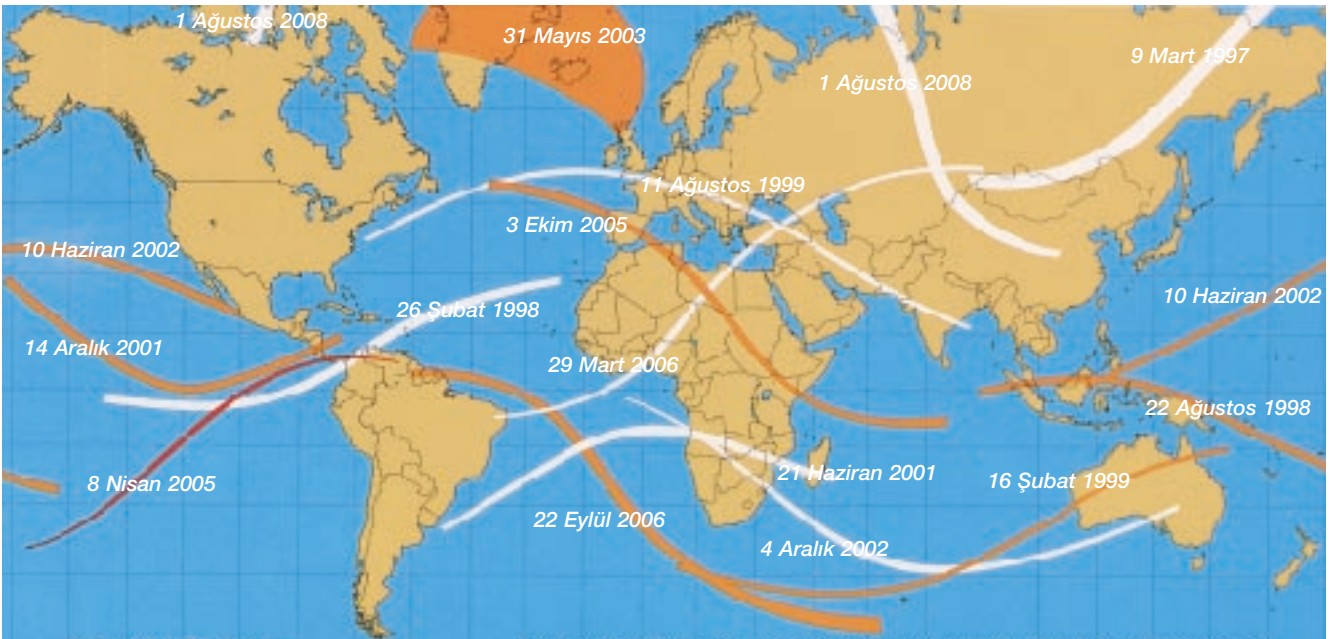 1 Ağustos 2008
31 Mayıs 2003
9 Mart 1997
1 Ağustos 2008
11 Ağustos 1999
3 Ekim 2005
10 Haziran 2002
10 Haziran 2002
26 Şubat 1998
14 Aralık 2001
29 Mart 2006
22 Ağustos 1998
21 Haziran 2001
16 Şubat 1999
8 Nisan 2005
22 Eylül 2006
4 Aralık 2002